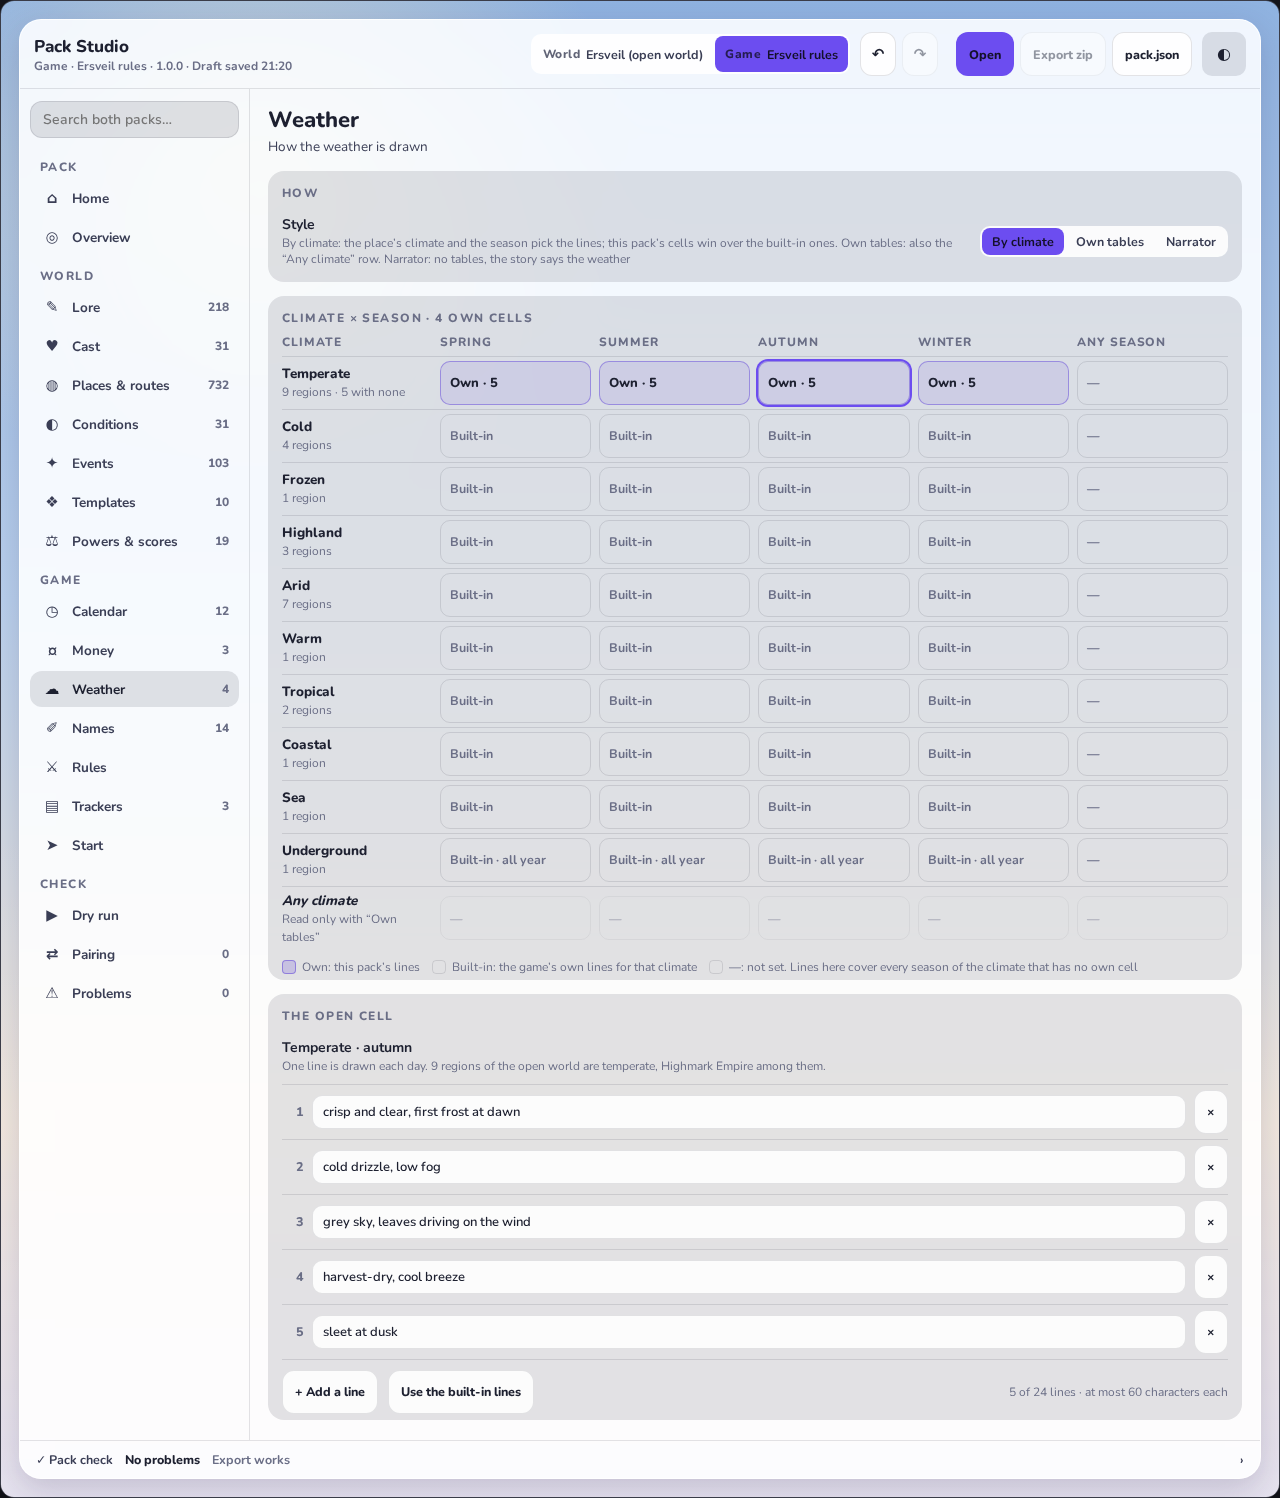 Pack Studio
Game · Ersveil rules · 1.0.0 · Draft saved 21:20
World Ersveil (open world)
Game Ersveil rules
Open
Export zip
pack.json
Search both packs...
PACK
Home
Overview
WORLD
Lore 218
Cast 31
Places & routes 732
Conditions 31
Events 103
Templates 10
Powers & scores 19
GAME
Calendar 12
Money 3
Weather 4
Names 14
Rules
Trackers 3
Start
CHECK
Dry run
Pairing 0
Problems 0
Weather
How the weather is drawn
HOW
Style
By climate: the place's climate and the season pick the lines; this pack's cells win over the built-in ones. Own tables: also the
“Any climate” row. Narrator: no tables, the story says the weather
By climate
Own tables
Narrator
CLIMATE × SEASON · 4 OWN CELLS
CLIMATE SPRING SUMMER AUTUMN WINTER ANY SEASON
Temperate
9 regions · 5 with none
Own · 5 Own · 5 Own · 5 Own · 5 —
Cold
4 regions
Built-in Built-in Built-in Built-in —
Frozen
1 region
Built-in Built-in Built-in Built-in —
Highland
3 regions
Built-in Built-in Built-in Built-in —
Arid
7 regions
Built-in Built-in Built-in Built-in —
Warm
1 region
Built-in Built-in Built-in Built-in —
Tropical
2 regions
Built-in Built-in Built-in Built-in —
Coastal
1 region
Built-in Built-in Built-in Built-in —
Sea
1 region
Built-in Built-in Built-in Built-in —
Underground
1 region
Built-in · all year Built-in · all year Built-in · all year Built-in · all year —
Any climate
Read only with “Own
tables”
— — — — —
Own: this pack's lines
Built-in: the game's own lines for that climate
—: not set. Lines here cover every season of the climate that has no own cell
THE OPEN CELL
Temperate · autumn
One line is drawn each day. 9 regions of the open world are temperate, Highmark Empire among them.
1 crisp and clear, first frost at dawn ×
2 cold drizzle, low fog ×
3 grey sky, leaves driving on the wind ×
4 harvest-dry, cool breeze ×
5 sleet at dusk ×
+ Add a line
Use the built-in lines
5 of 24 lines · at most 60 characters each
✓ Pack check No problems Export works ›